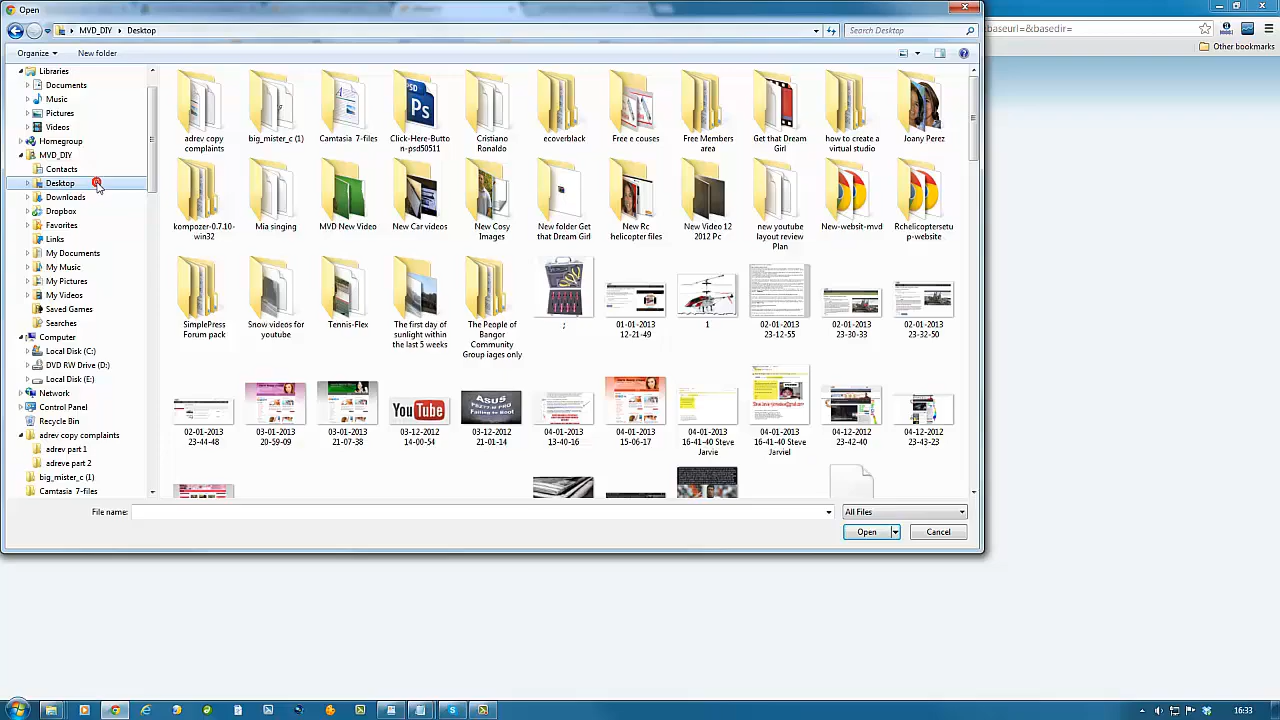 Open
MVD_DIY
Desktop
Search Desktop
baseurl=&basedir=
Other bookmarks
Organize
New folder
Libraries
Documents
Music
Pictures
Videos
Homegroup
MVD_DIY
Contacts
Desktop
Downloads
Dropbox
Favorites
Links
My Documents
My Music
My Pictures
My Videos
Saved Games
Searches
Computer
Local Disk (C:)
DVD RW Drive (D:)
Local Disk (E:)
Network
Control Panel
Recycle Bin
adrev copy complaints
adrev part 1
adreve part 2
big_mister_c (1)
Camtasia 7-files
adrev copy
complaints
big_mister_c (1)
Camtasia 7-files
PSD
Ps
Click-Here-Butto
n-psd50511
Cristiano
Ronaldo
ecoverblack
Free e couses
Free Members
area
Get that Dream
Girl
how to create a
virtual studio
Joany Perez
kompozer-0.7.10-
win32
Mia singing
MVD New Video
New Car videos
New Cosy
Images
New folder Get
that Dream Girl
New Rc
helicopter files
New Video 12
2012 Pc
new youtube
layout review
Plan
New-websit-mvd
Rchelicoptersetu
p-website
SimplePress
Forum pack
Snow videos for
youtube
Tennis-Flex
The first day of
sunlight within
the last 5 weeks
The People of
Bangor
Community
Group iages only
;
01-01-2013
12-21-49
1
02-01-2013
23-12-55
02-01-2013
23-30-33
02-01-2013
23-32-50
02-01-2013
23-44-48
03-01-2013
20-59-09
03-01-2013
21-07-38
YouTube
03-12-2012
14-00-54
ASUS
03-12-2012
21-01-14
04-01-2013
13-40-16
04-01-2013
15-06-17
04-01-2013
16-41-40 Steve
Jarvie
04-01-2013
16-41-40 Steve
Jarviel
04-12-2012
23-42-40
04-12-2012
23-43-23
File name:
All Files
Open
Cancel
16:33